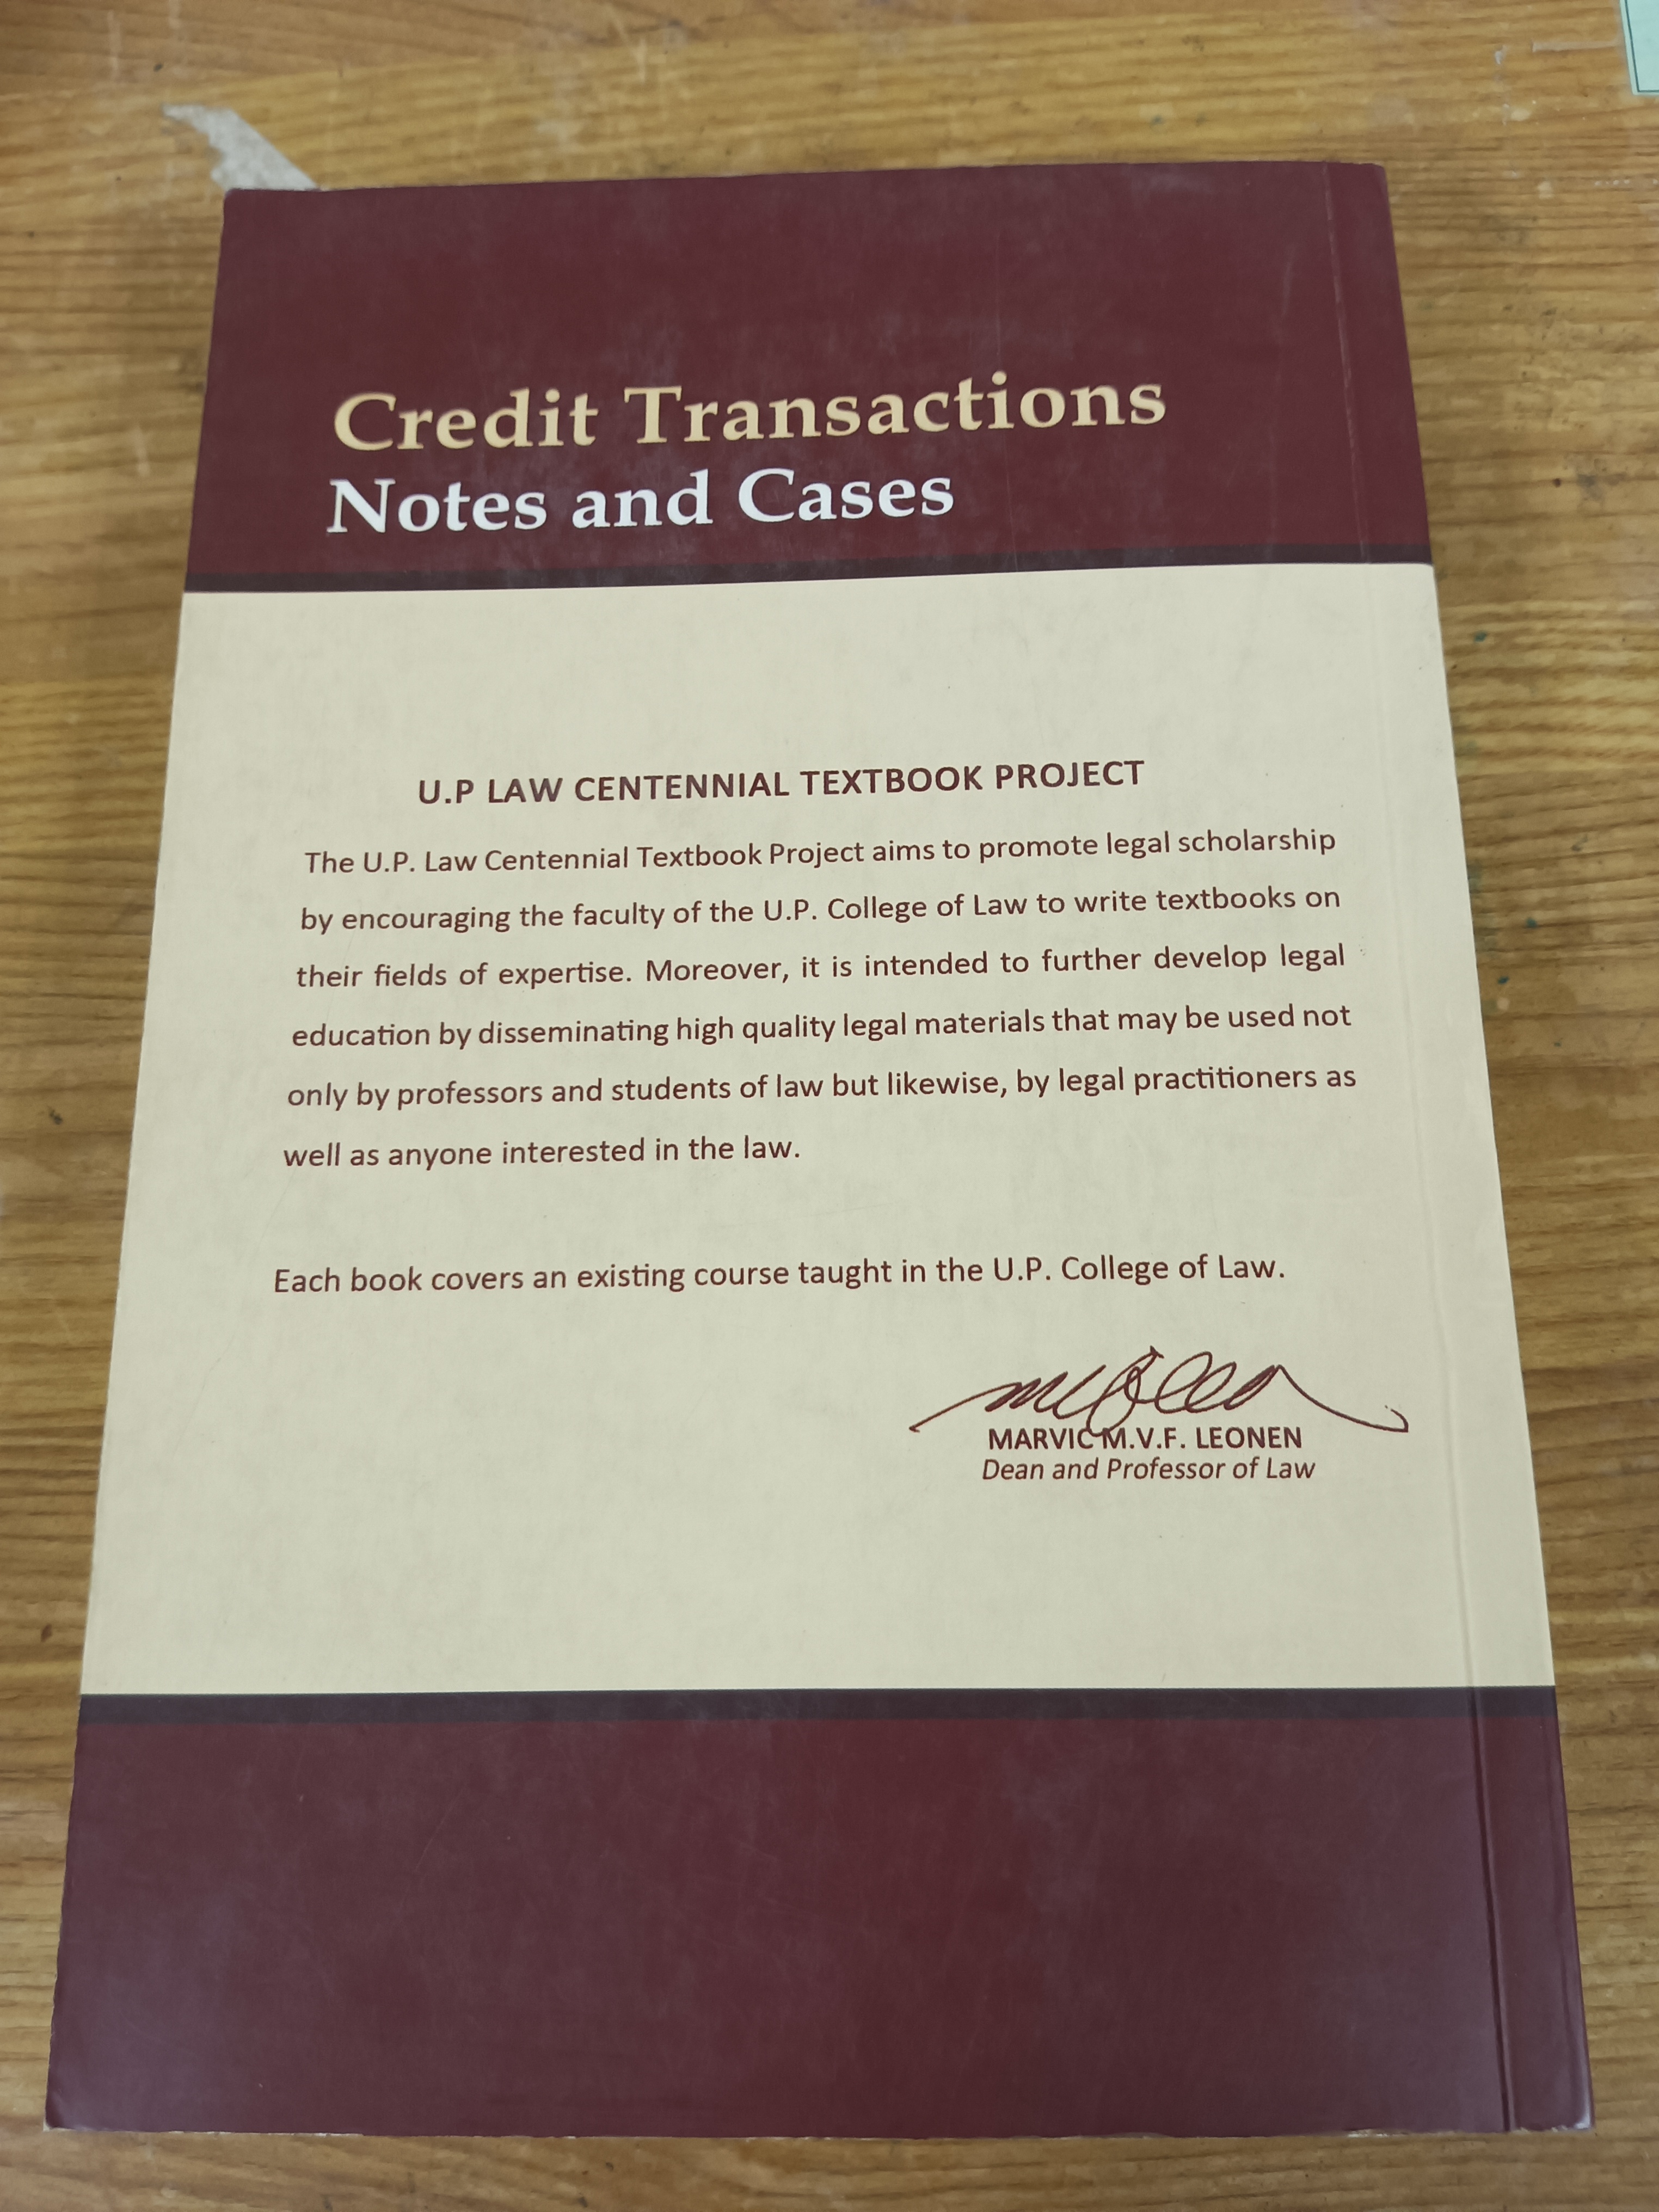 Credit Transactions
Notes and Cases
U.P LAW CENTENNIAL TEXTBOOK PROJECT
The U.P. Law Centennial Textbook Project aims to promote legal scholarship
by encouraging the faculty of the U.P. College of Law to write textbooks on
their fields of expertise. Moreover, it is intended to further develop legal
education by disseminating high quality legal materials that may be used not
only by professors and students of law but likewise, by legal practitioners as
well as anyone interested in the law.
Each book covers an existing course taught in the U.P. College of Law.
MARVIC M.V.F. LEONEN
Dean and Professor of Law